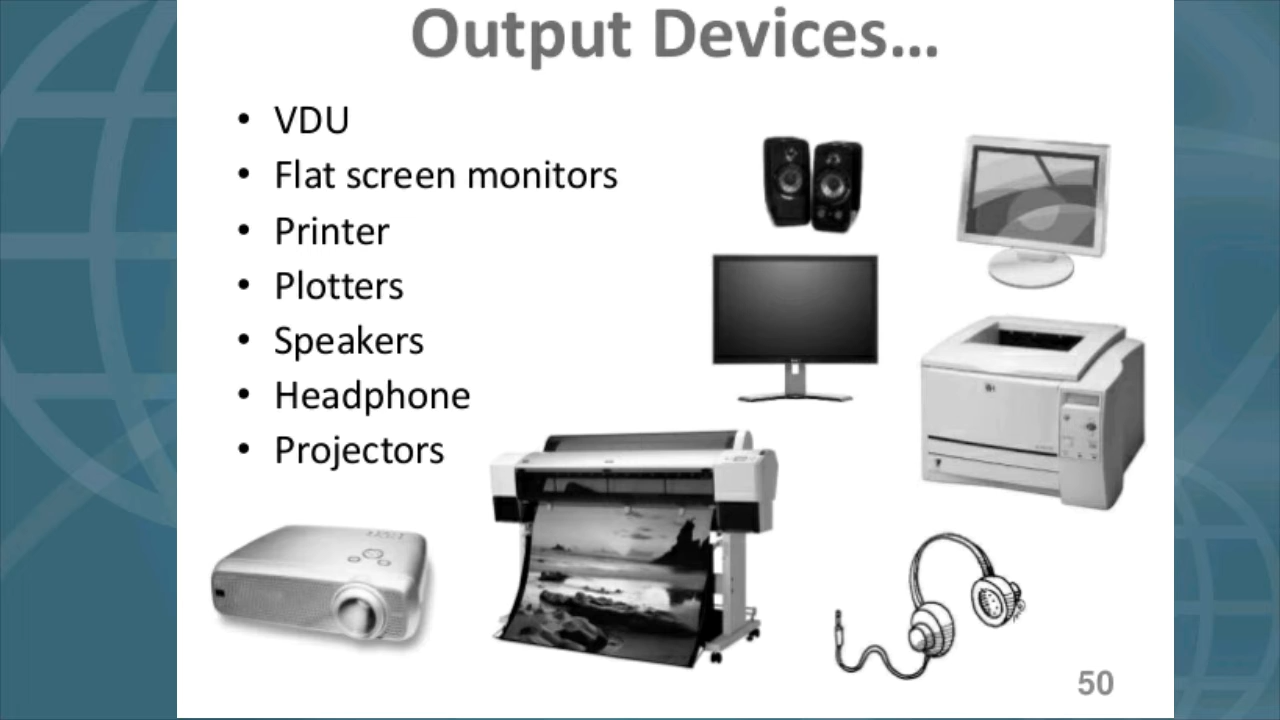 Output Devices...
• VDU
• Flat screen monitors
• Printer
• Plotters
• Speakers
• Headphone
• Projectors
50